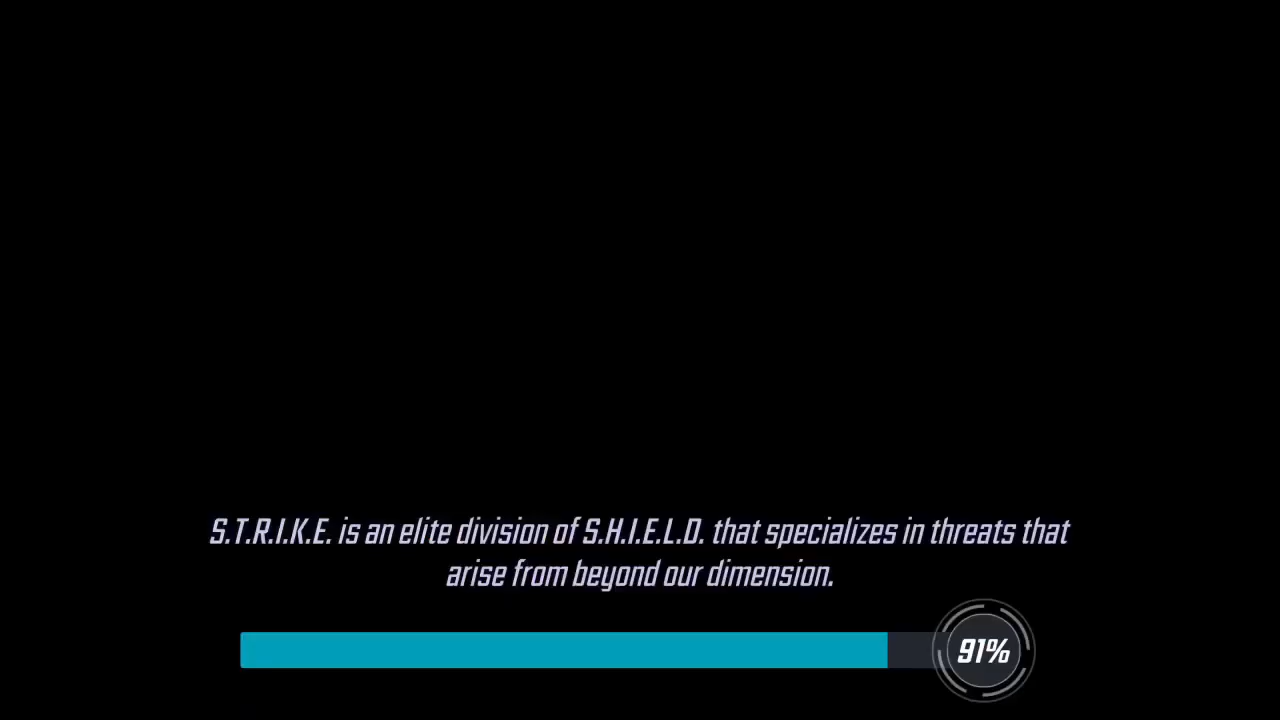 S.T.R.I.K.E. is an elite division of S.H.I.E.L.D. that specializes in threats that
arise from beyond our dimension.
91%